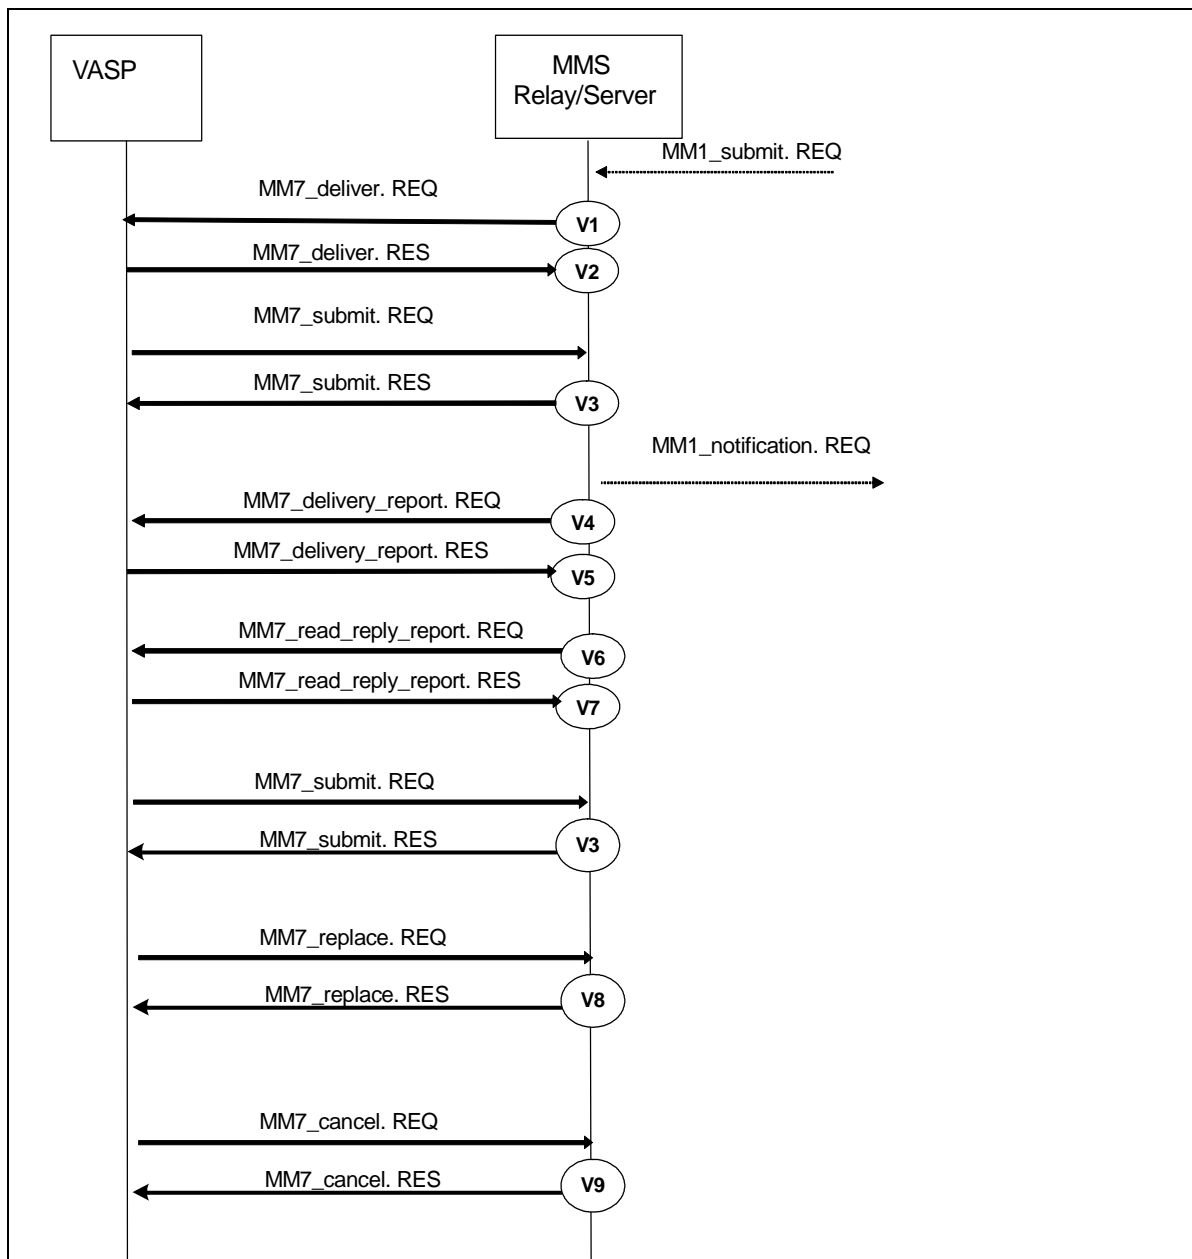 VASP
MMS
Relay/Server
MM1_submit. REQ
MM7_deliver. REQ
V1
MM7_deliver. RES
V2
MM7_submit. REQ
MM7_submit. RES
V3
MM1_notification. REQ
MM7_delivery_report. REQ
V4
MM7_delivery_report. RES
V5
MM7_read_reply_report. REQ
V6
MM7_read_reply_report. RES
V7
MM7_submit. REQ
MM7_submit. RES
V3
MM7_replace. REQ
MM7_replace. RES
V8
MM7_cancel. REQ
MM7_cancel. RES
V9